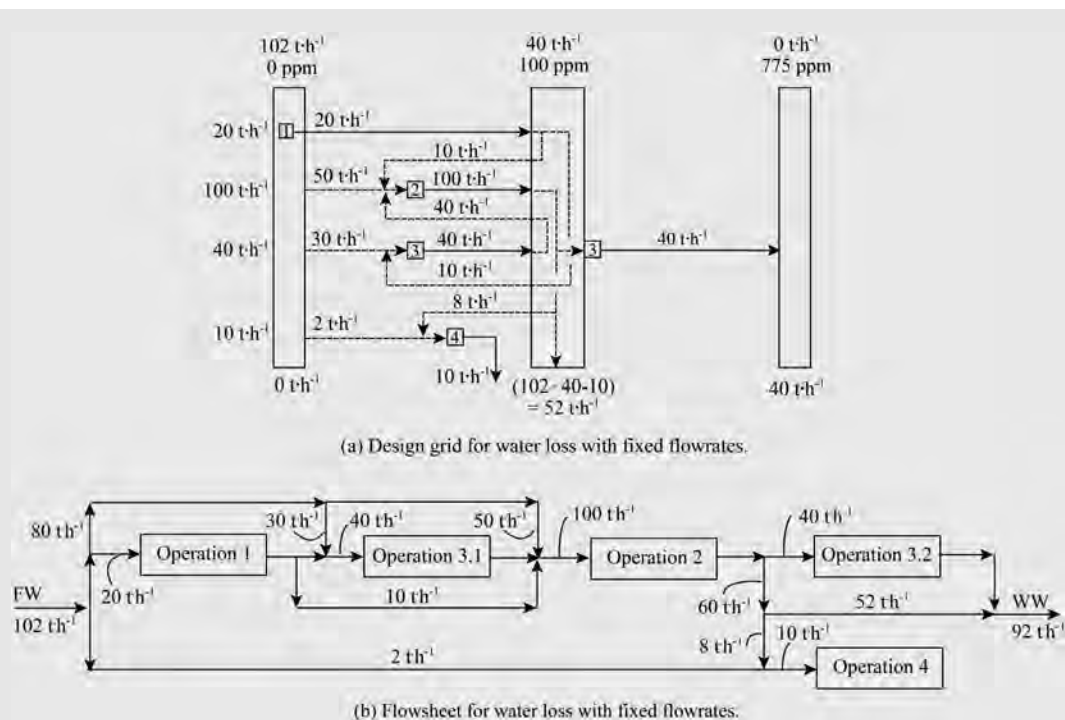 102 t·h⁻¹ 40 t·h⁻¹ 0 t·h⁻¹
0 ppm 100 ppm 775 ppm
20 t·h⁻¹ 1 20 t·h⁻¹
10 t·h⁻¹
100 t·h⁻¹ 50 t·h⁻¹ 2 100 t·h⁻¹
40 t·h⁻¹
40 t·h⁻¹ 30 t·h⁻¹ 3 40 t·h⁻¹ 3 40 t·h⁻¹
10 t·h⁻¹
8 t·h⁻¹
10 t·h⁻¹ 2 t·h⁻¹ 4
10 t·h⁻¹
0 t·h⁻¹ (102-40-10) 40 t·h⁻¹
= 52 t·h⁻¹
(a) Design grid for water loss with fixed flowrates.
80 th⁻¹ 30 th⁻¹ 40 th⁻¹ 50 th⁻¹ 100 th⁻¹ 40 th⁻¹
Operation 1 Operation 3.1 Operation 2 Operation 3.2
FW 20 th⁻¹ 10 th⁻¹ 60 th⁻¹ 52 th⁻¹ WW
102 th⁻¹ 92 th⁻¹
2 th⁻¹ 8 th⁻¹ 10 th⁻¹
Operation 4
(b) Flowsheet for water loss with fixed flowrates.